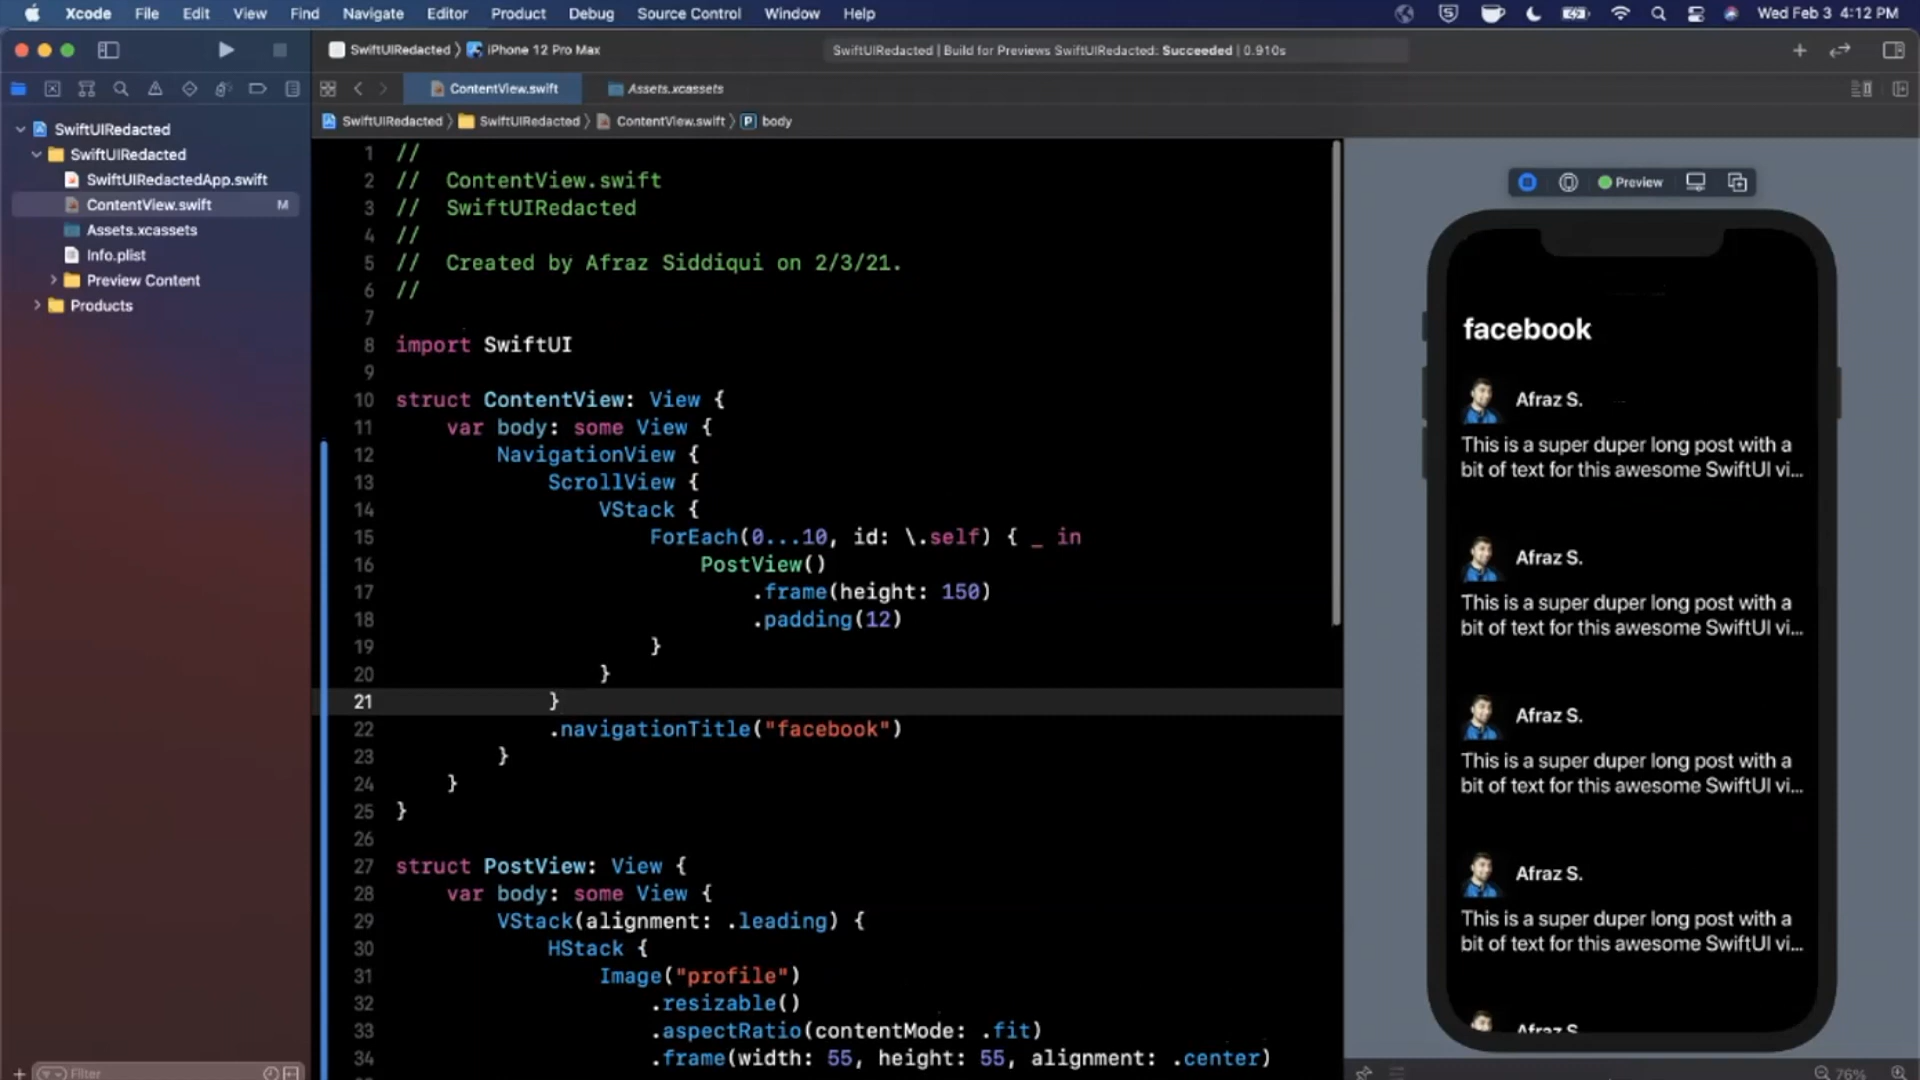 Xcode File Edit View Find Navigate Editor Product Debug Source Control Window Help Wed Feb 3 4:12 PM
SwiftUIRedacted iPhone 12 Pro Max
SwiftUIRedacted | Build for Previews SwiftUIRedacted: Succeeded | 0.910s
ContentView.swift Assets.xcassets
SwiftUIRedacted SwiftUIRedacted ContentView.swift P body
SwiftUIRedacted
SwiftUIRedacted
SwiftUIRedactedApp.swift
ContentView.swift M
Assets.xcassets
Info.plist
Preview Content
Products
Filter
1 //
2 // ContentView.swift
3 // SwiftUIRedacted
4 //
5 // Created by Afraz Siddiqui on 2/3/21.
6 //
7
8 import SwiftUI
9
10 struct ContentView: View {
11 var body: some View {
12 NavigationView {
13 ScrollView {
14 VStack {
15 ForEach(0...10, id: \.self) { _ in
16 PostView()
17 .frame(height: 150)
18 .padding(12)
19 }
20 }
21 }
22 .navigationTitle("facebook")
23 }
24 }
25 }
26
27 struct PostView: View {
28 var body: some View {
29 VStack(alignment: .leading) {
30 HStack {
31 Image("profile")
32 .resizable()
33 .aspectRatio(contentMode: .fit)
34 .frame(width: 55, height: 55, alignment: .center)
Preview
facebook
Afraz S.
This is a super duper long post with a
bit of text for this awesome SwiftUI vi...
Afraz S.
This is a super duper long post with a
bit of text for this awesome SwiftUI vi...
Afraz S.
This is a super duper long post with a
bit of text for this awesome SwiftUI vi...
Afraz S.
This is a super duper long post with a
bit of text for this awesome SwiftUI vi...
Afraz S
76%